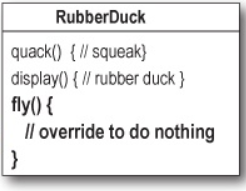 RubberDuck
quack() { // squeak}
display() { // rubber duck }
fly() {
// override to do nothing
}